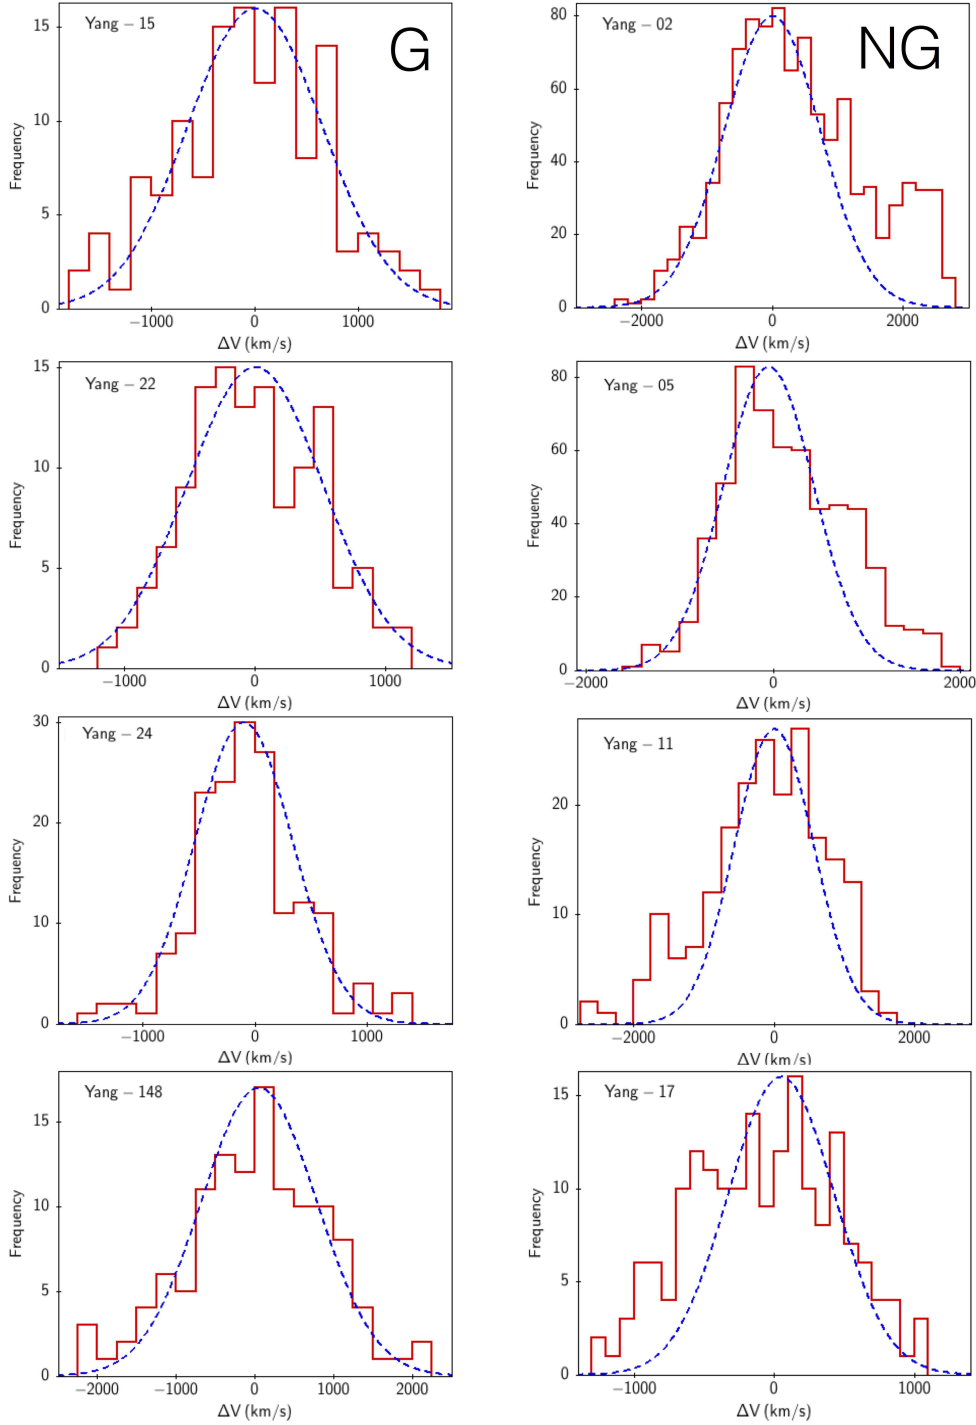 Yang – 15
G
15
10
5
0
Frequency
−1000 0 1000
ΔV (km/s)
Yang – 02
NG
80
60
40
20
0
Frequency
−2000 0 2000
ΔV (km/s)
Yang – 22
15
10
5
0
Frequency
−1000 0 1000
ΔV (km/s)
Yang – 05
80
60
40
20
0
Frequency
−2000 −1000 0 1000 2000
ΔV (km/s)
Yang – 24
30
20
10
0
Frequency
−1000 0 1000
ΔV (km/s)
Yang – 11
20
10
0
Frequency
−2000 0 2000
ΔV (km/s)
Yang – 148
15
10
5
0
Frequency
−2000 −1000 0 1000 2000
ΔV (km/s)
Yang – 17
15
10
5
0
Frequency
−1000 0 1000
ΔV (km/s)